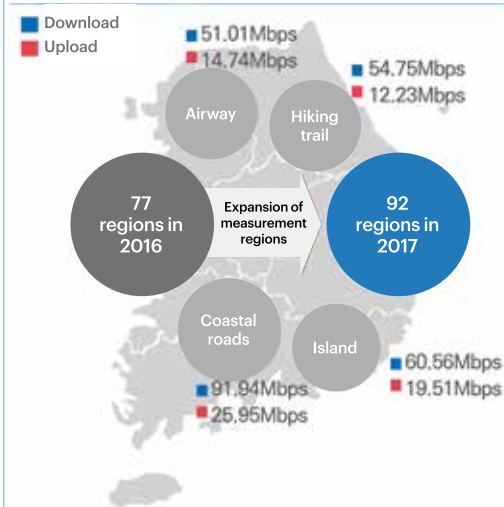 Download
Upload
51.01Mbps
14.74Mbps
54.75Mbps
12.23Mbps
Airway
Hiking
trail
77
regions in
2016
Expansion of
measurement
regions
92
regions in
2017
Coastal
roads
Island
60.56Mbps
19.51Mbps
91.94Mbps
25.95Mbps